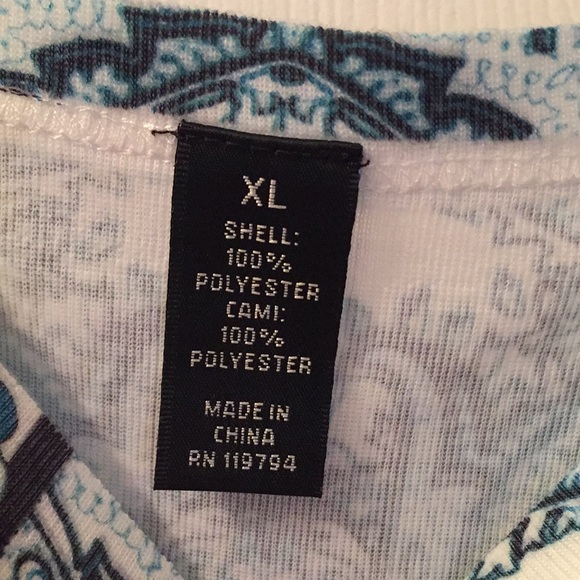 XL
SHELL:
100%
POLYESTER
CAMI:
100%
POLYESTER
MADE IN
CHINA
RN 119794